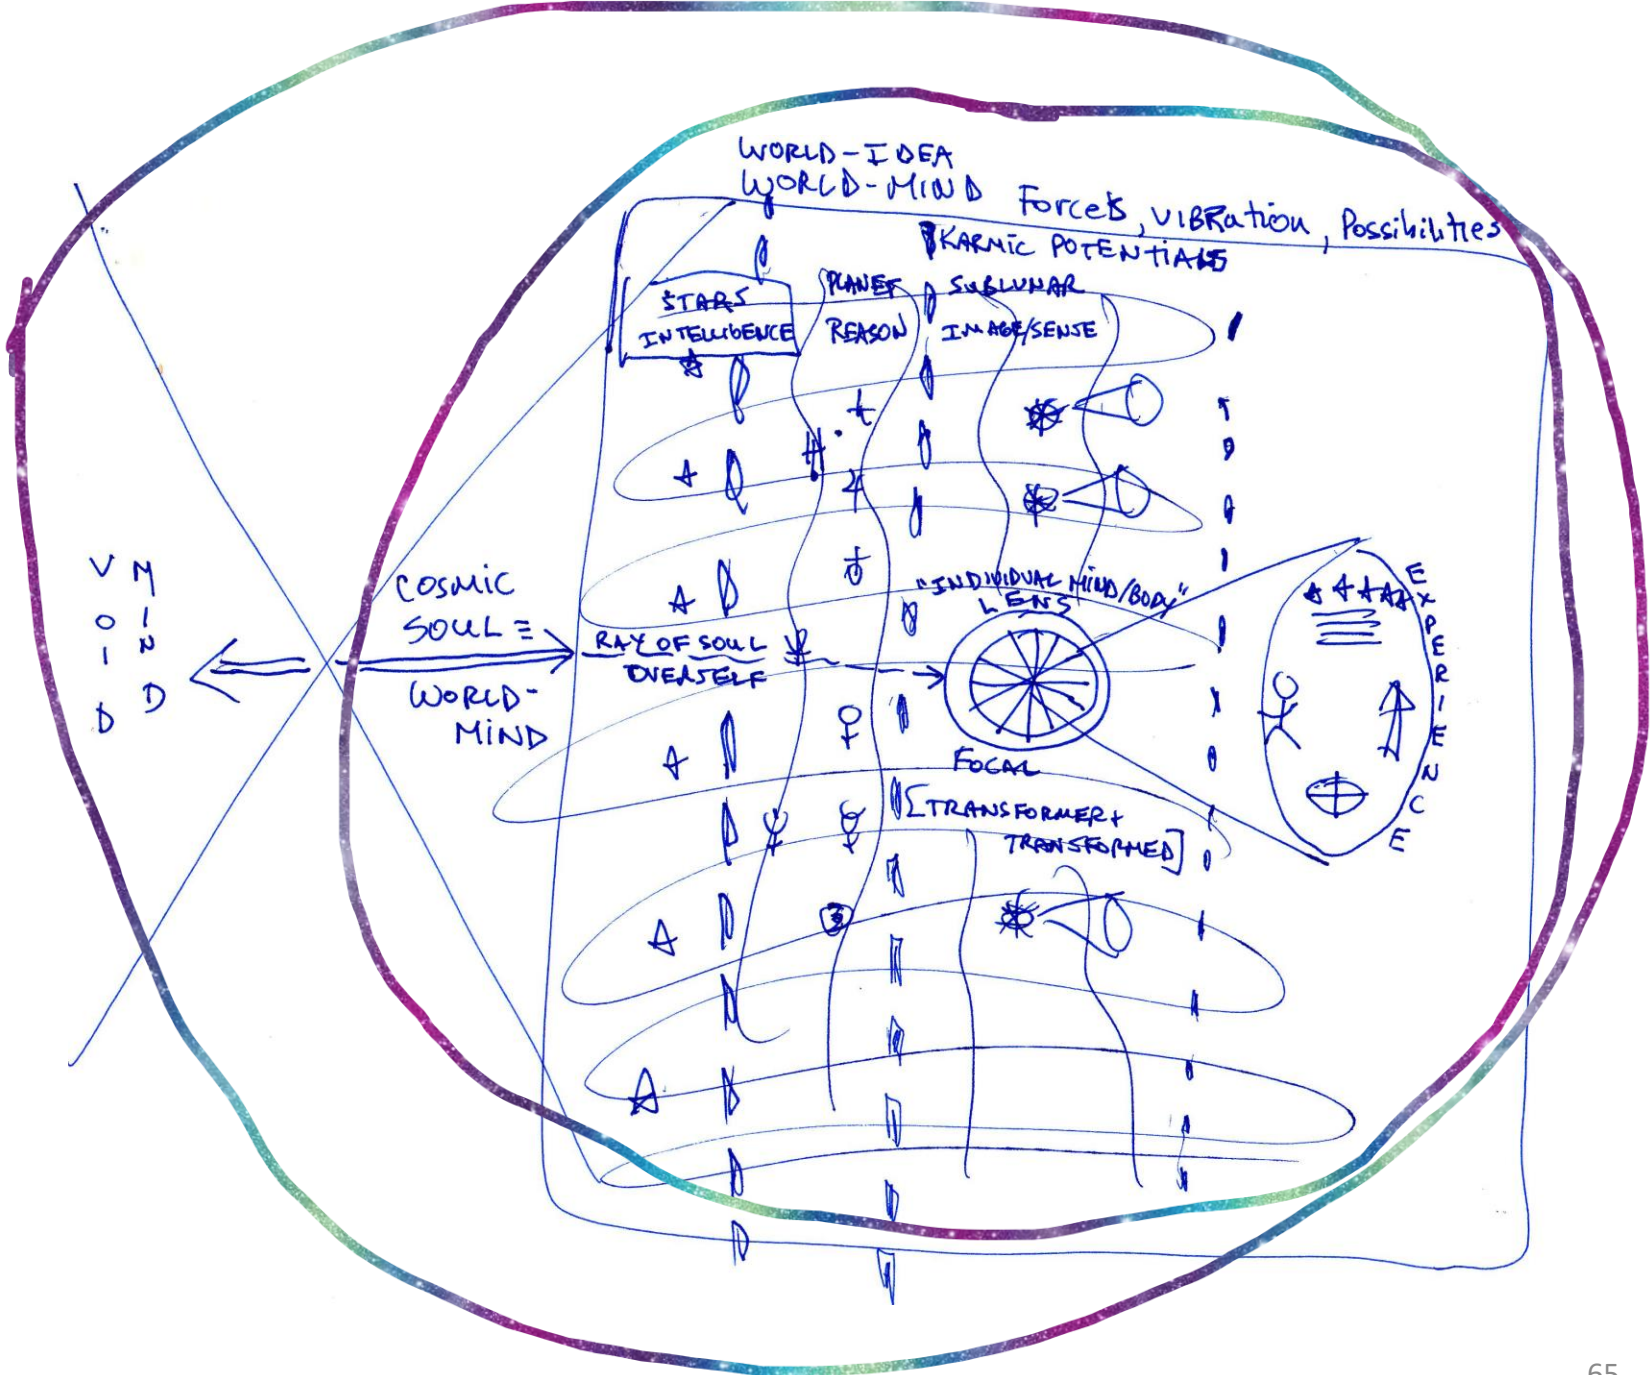 WORLD-IDEA
WORLD-MIND
Forces, VIBRation, Possibilities
KARMiC POTENTIALS
STARS
INTELLIGENCE
PLANET
REASON
SUBLUNAR
IMAGE/SENSE
VOID
MIND
COSMiC
SOUL ≡
WORLD-
MiND
RAY OF SOUL
OVERSELF
"INDIVIDUAL MIND/BODY"
LENS
FOCAL
[TRANSFORMER+
TRANSFORMED]
EXPERIENCE
65